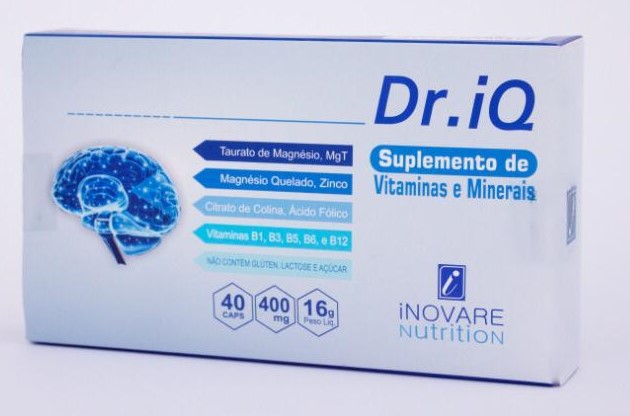 Dr.iQ
Suplemento de
Vitaminas e Minerais
Taurato de Magnésio, MgT
Magnésio Quelado, Zinco
Citrato de Colina, Ácido Fólico
Vitaminas B1, B3, B5, B6, e B12
NÃO CONTÉM GLÚTEN, LACTOSE E AÇÚCAR
40
CAPS
400
mg
16g
Peso Liq.
i
iNOVARE
NutritioN